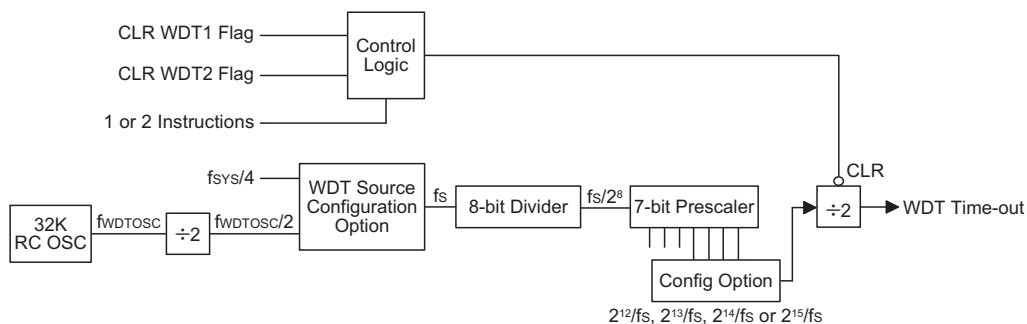 CLR WDT1 Flag
CLR WDT2 Flag
1 or 2 Instructions
Control
Logic
CLR
fSYS/4
WDT Source
Configuration
Option
fS
8-bit Divider
fS/2⁸
7-bit Prescaler
÷2
WDT Time-out
32K
RC OSC
fWDTOSC
÷2
fWDTOSC/2
Config Option
2¹²/fS, 2¹³/fS, 2¹⁴/fS or 2¹⁵/fS